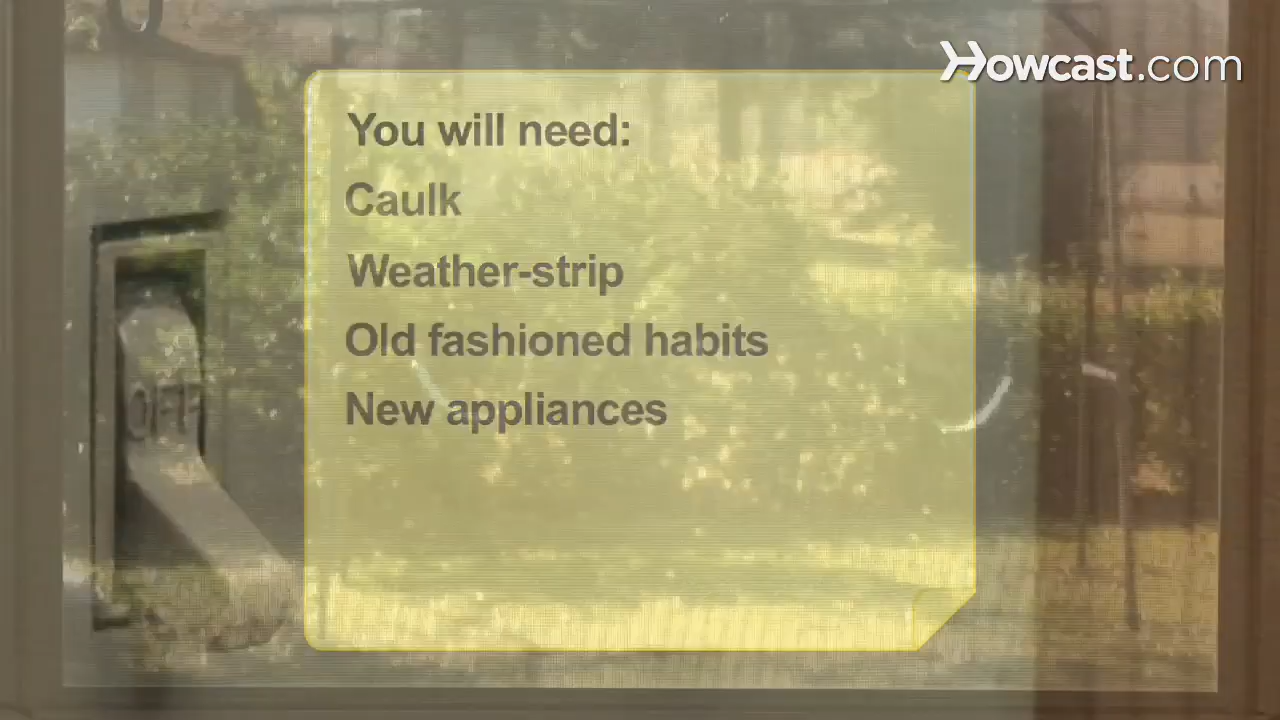 Howcast.com
You will need:
Caulk
Weather-strip
Old fashioned habits
New appliances
OFF